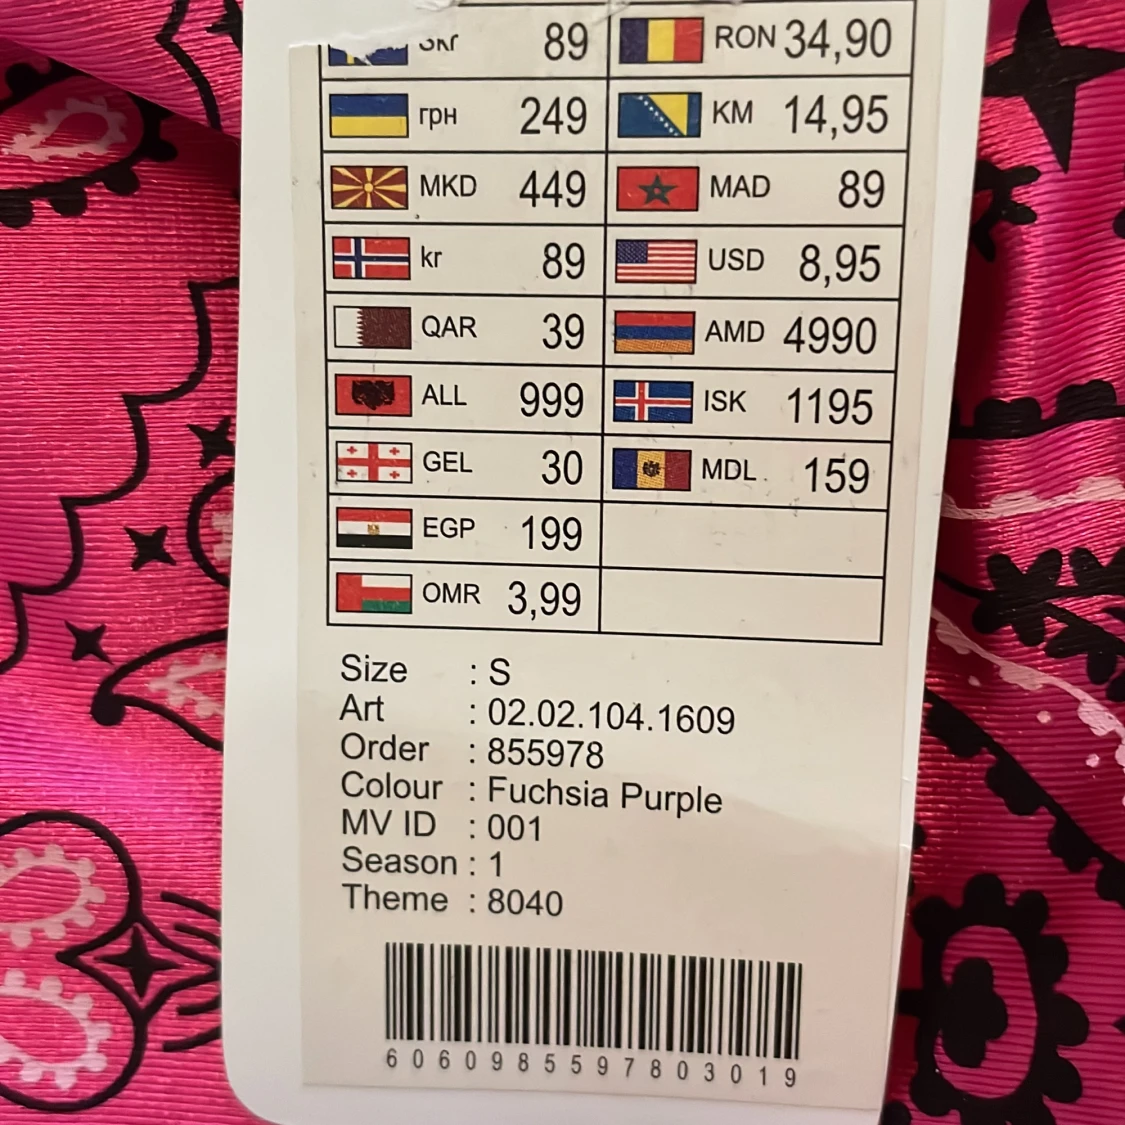 89 RON 34,90
грн 249 KM 14,95
MKD 449 MAD 89
kr 89 USD 8,95
QAR 39 AMD 4990
ALL 999 ISK 1195
GEL 30 MDL 159
EGP 199
OMR 3,99
Size : S
Art : 02.02.104.1609
Order : 855978
Colour : Fuchsia Purple
MV ID : 001
Season : 1
Theme : 8040
6060985597803019